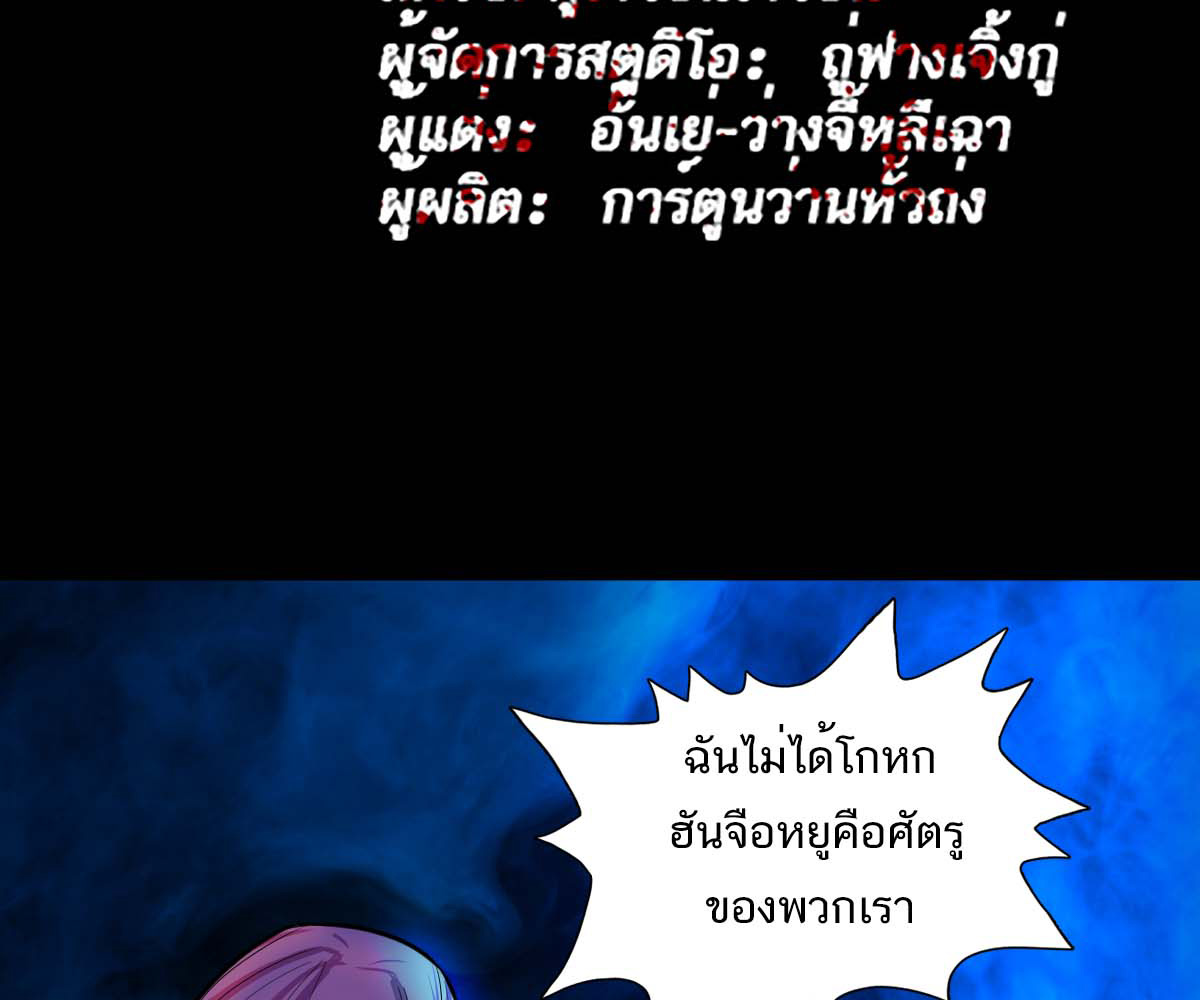 ผู้จัดการสตูดิโอ: ถู่ฟางเจิ้งกู่
ผู้แต่ง: อันเย่-ว่างจี้หลีเฉา
ผู้ผลิต: การ์ตูนวานทั่วถง
ฉันไม่ได้โกหก
ฮันจือหยูคือศัตรู
ของพวกเรา